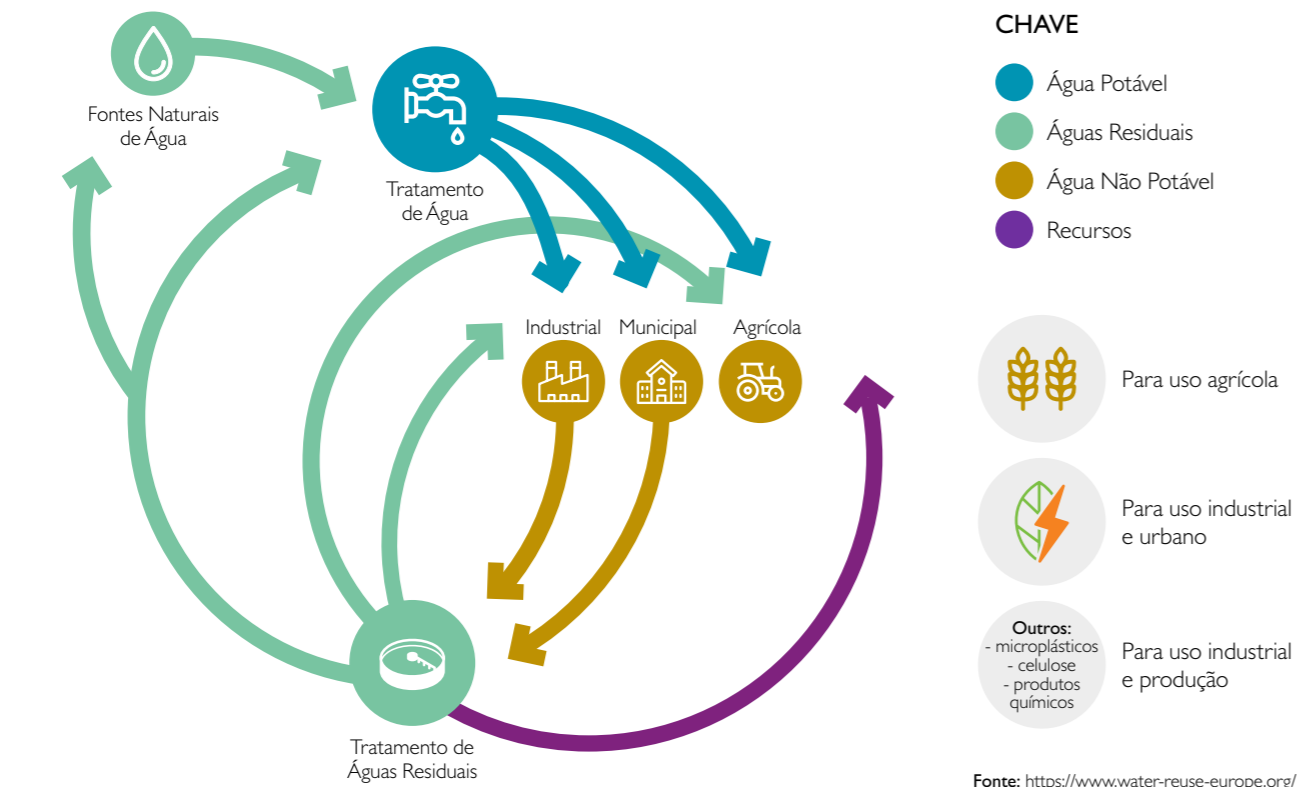 Fontes Naturais
de Água
Tratamento
de Água
Industrial
Municipal
Agrícola
Tratamento de
Águas Residuais
CHAVE
Água Potável
Águas Residuais
Água Não Potável
Recursos
Para uso agrícola
Para uso industrial
e urbano
Outros:
- microplásticos
- celulose
- produtos
químicos
Para uso industrial
e produção
Fonte: https://www.water-reuse-europe.org/